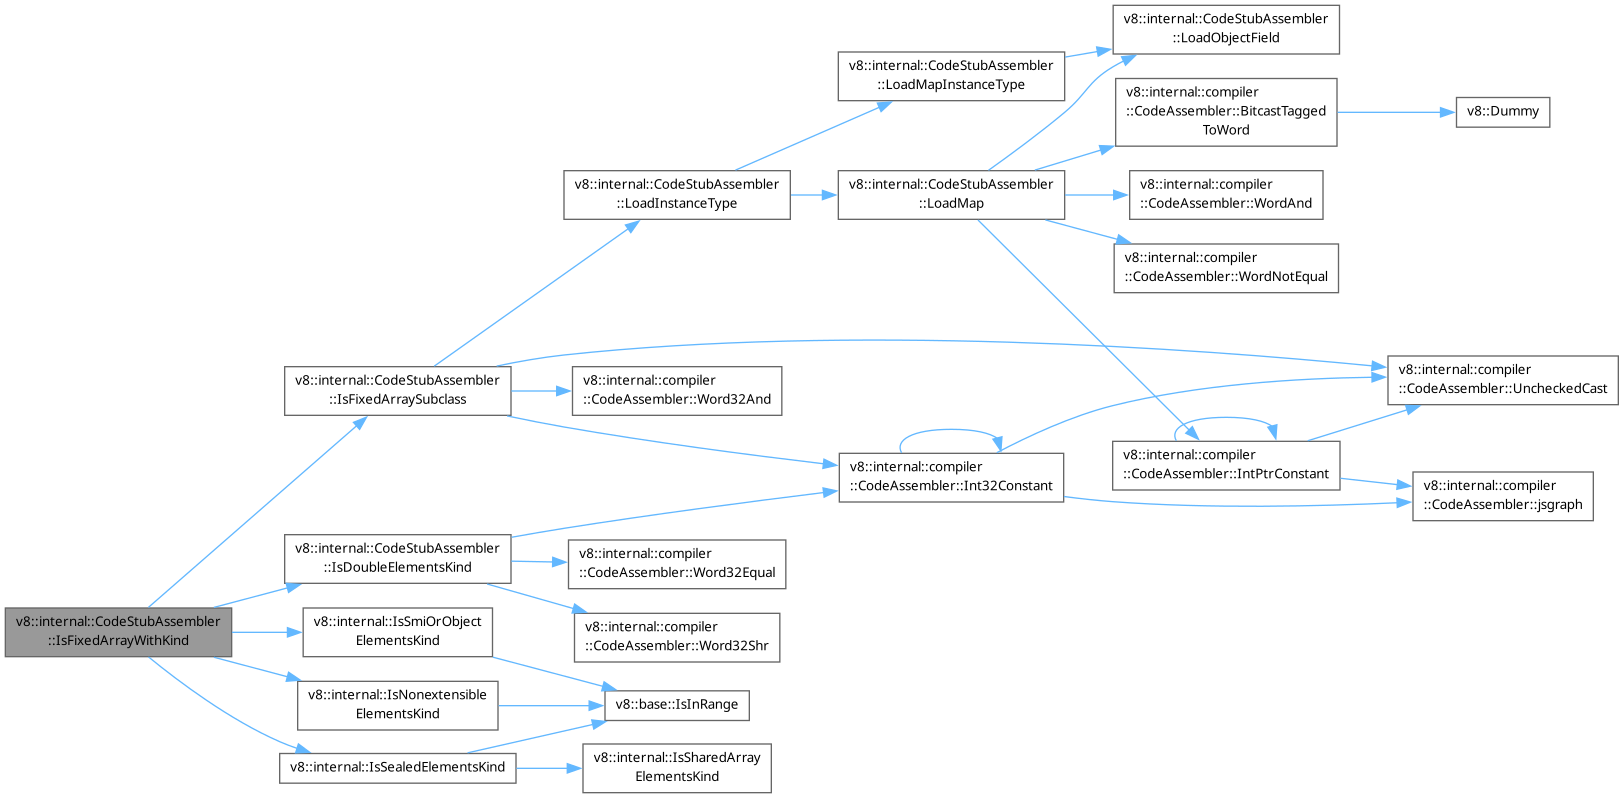 v8::internal::CodeStubAssembler
::IsFixedArrayWithKind
v8::internal::CodeStubAssembler
::IsFixedArraySubclass
v8::internal::CodeStubAssembler
::LoadInstanceType
v8::internal::CodeStubAssembler
::LoadMapInstanceType
v8::internal::CodeStubAssembler
::LoadObjectField
v8::internal::CodeStubAssembler
::LoadMap
v8::internal::compiler
::CodeAssembler::BitcastTagged
ToWord
v8::Dummy
v8::internal::compiler
::CodeAssembler::WordAnd
v8::internal::compiler
::CodeAssembler::WordNotEqual
v8::internal::compiler
::CodeAssembler::IntPtrConstant
v8::internal::compiler
::CodeAssembler::UncheckedCast
v8::internal::compiler
::CodeAssembler::jsgraph
v8::internal::compiler
::CodeAssembler::Word32And
v8::internal::compiler
::CodeAssembler::Int32Constant
v8::internal::CodeStubAssembler
::IsDoubleElementsKind
v8::internal::compiler
::CodeAssembler::Word32Equal
v8::internal::compiler
::CodeAssembler::Word32Shr
v8::internal::IsSmiOrObject
ElementsKind
v8::base::IsInRange
v8::internal::IsNonextensible
ElementsKind
v8::internal::IsSealedElementsKind
v8::internal::IsSharedArray
ElementsKind